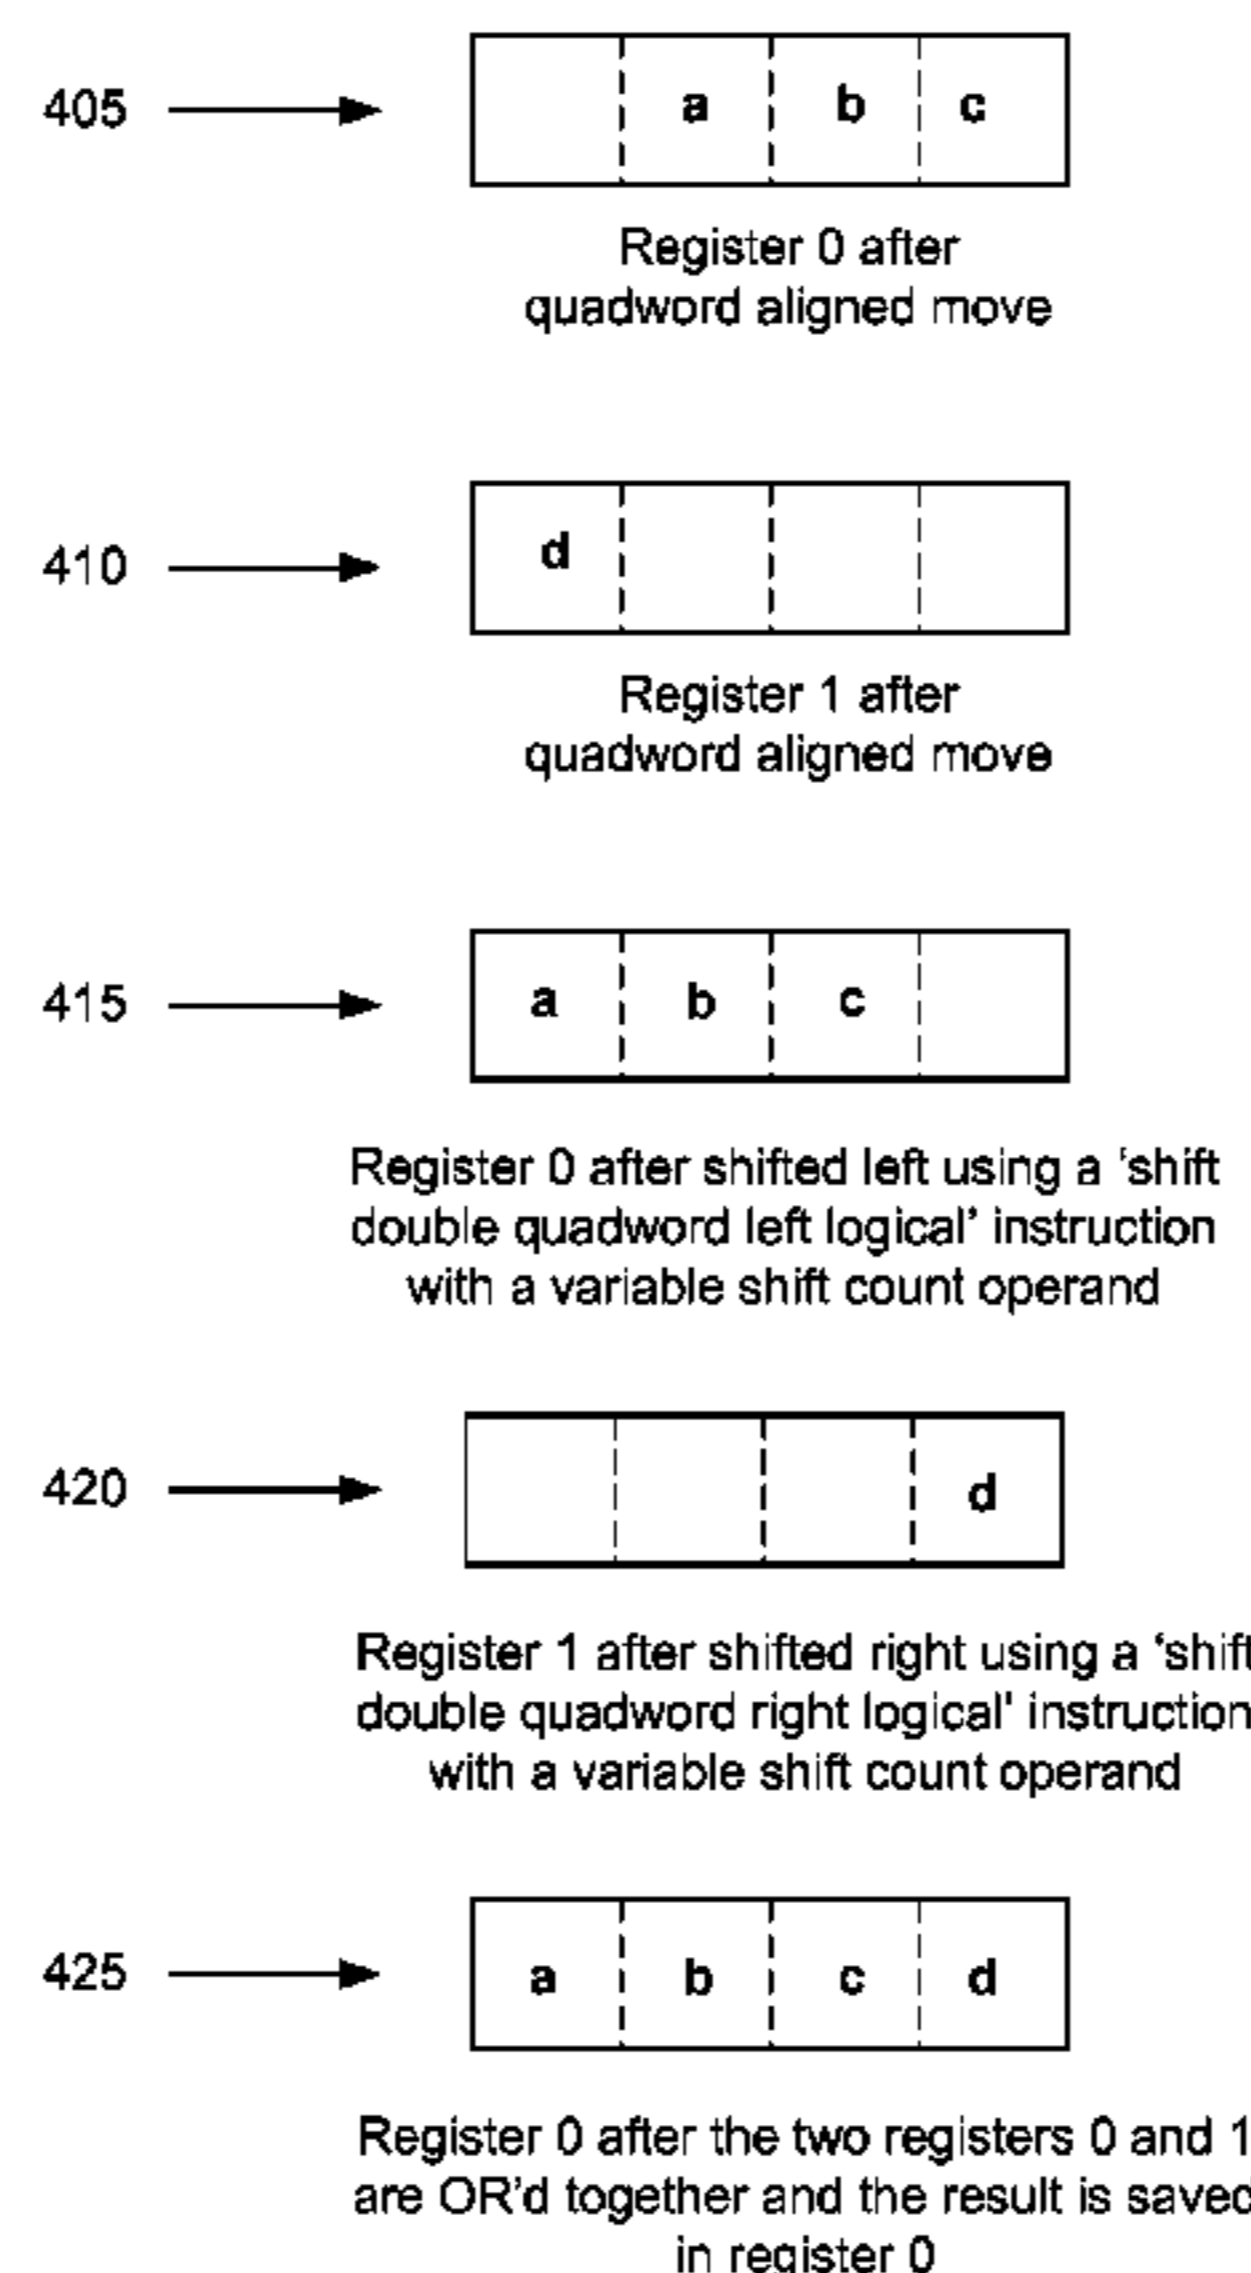 405 a b c
Register 0 after
quadword aligned move
410 d
Register 1 after
quadword aligned move
415 a b c
Register 0 after shifted left using a 'shift
double quadword left logical' instruction
with a variable shift count operand
420 d
Register 1 after shifted right using a 'shift
double quadword right logical' instruction
with a variable shift count operand
425 a b c d
Register 0 after the two registers 0 and 1
are OR'd together and the result is saved
in register 0